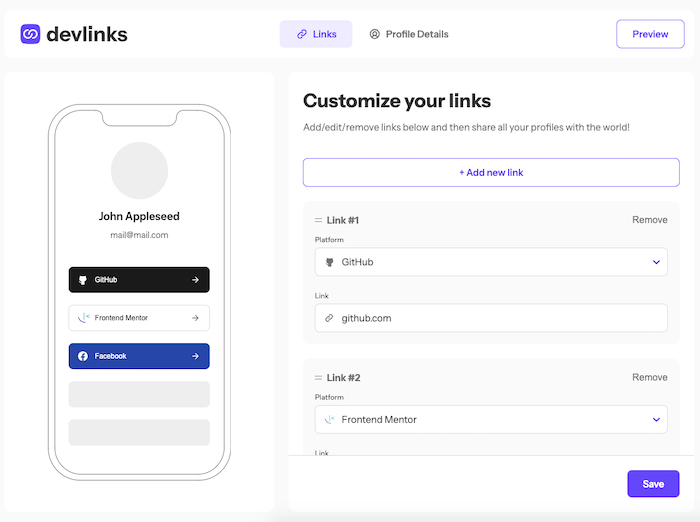 devlinks
Links
Profile Details
Preview
John Appleseed
mail@mail.com
GitHub
Frontend Mentor
Facebook
Customize your links
Add/edit/remove links below and then share all your profiles with the world!
+ Add new link
Link #1
Remove
Platform
GitHub
Link
github.com
Link #2
Remove
Platform
Frontend Mentor
Link
Save